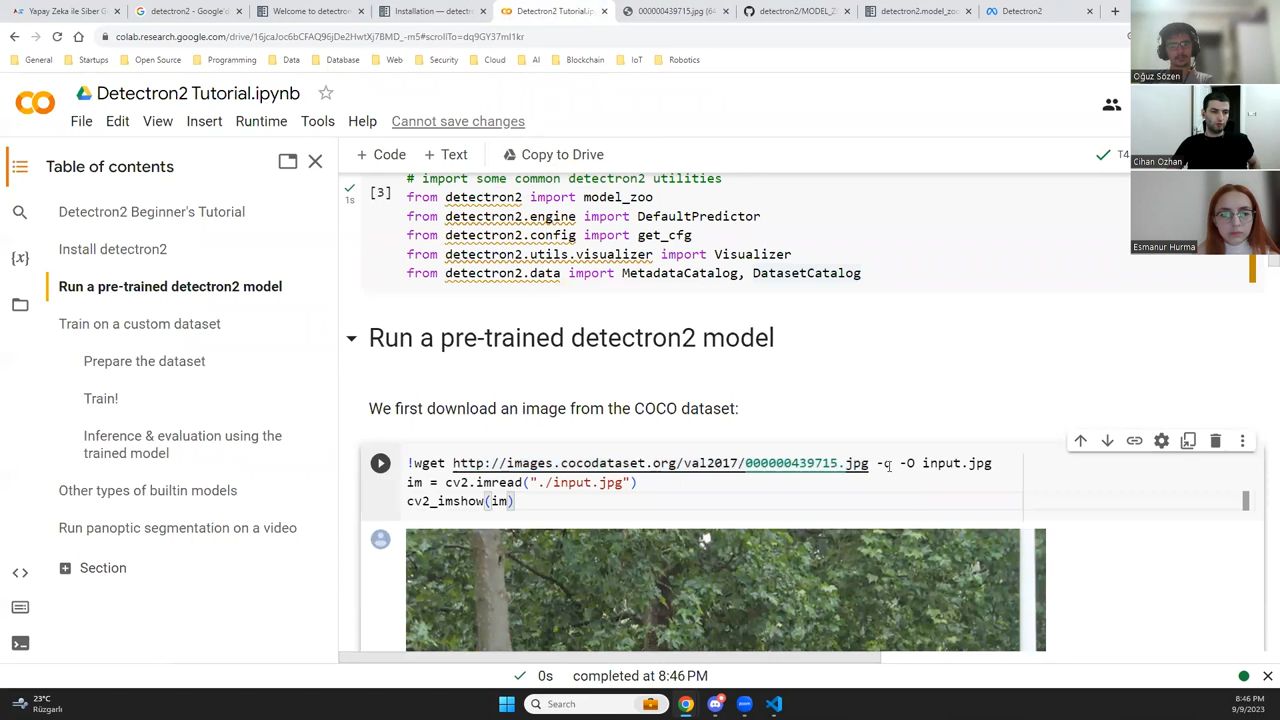 Yapay Zeka ile Siber G
detectron2 - Google'd
Welcome to detectron
Installation — detectro
Detectron2 Tutorial.ipy
000000439715.jpg (64
detectron2/MODEL_Z
detectron2.model_zo
Detectron2
colab.research.google.com/drive/16jcaJoc6bCFAQ96jDe2HwtXj7BMD_-m5#scrollTo=dq9GY37ml1kr
General
Startups
Open Source
Programming
Data
Database
Web
Security
Cloud
AI
Blockchain
IoT
Robotics
Oğuz Sözen
Cihan Ozhan
Esmanur Hurma
Detectron2 Tutorial.ipynb
File Edit View Insert Runtime Tools Help Cannot save changes
Table of contents
Detectron2 Beginner's Tutorial
Install detectron2
Run a pre-trained detectron2 model
Train on a custom dataset
Prepare the dataset
Train!
Inference & evaluation using the
trained model
Other types of builtin models
Run panoptic segmentation on a video
Section
+ Code + Text Copy to Drive
T4
[3]
1s
# import some common detectron2 utilities
from detectron2 import model_zoo
from detectron2.engine import DefaultPredictor
from detectron2.config import get_cfg
from detectron2.utils.visualizer import Visualizer
from detectron2.data import MetadataCatalog, DatasetCatalog
Run a pre-trained detectron2 model
We first download an image from the COCO dataset:
!wget http://images.cocodataset.org/val2017/000000439715.jpg -q -O input.jpg
im = cv2.imread("./input.jpg")
cv2_imshow(im)
0s completed at 8:46 PM
23°C
Rüzgarlı
Search
8:46 PM
9/9/2023